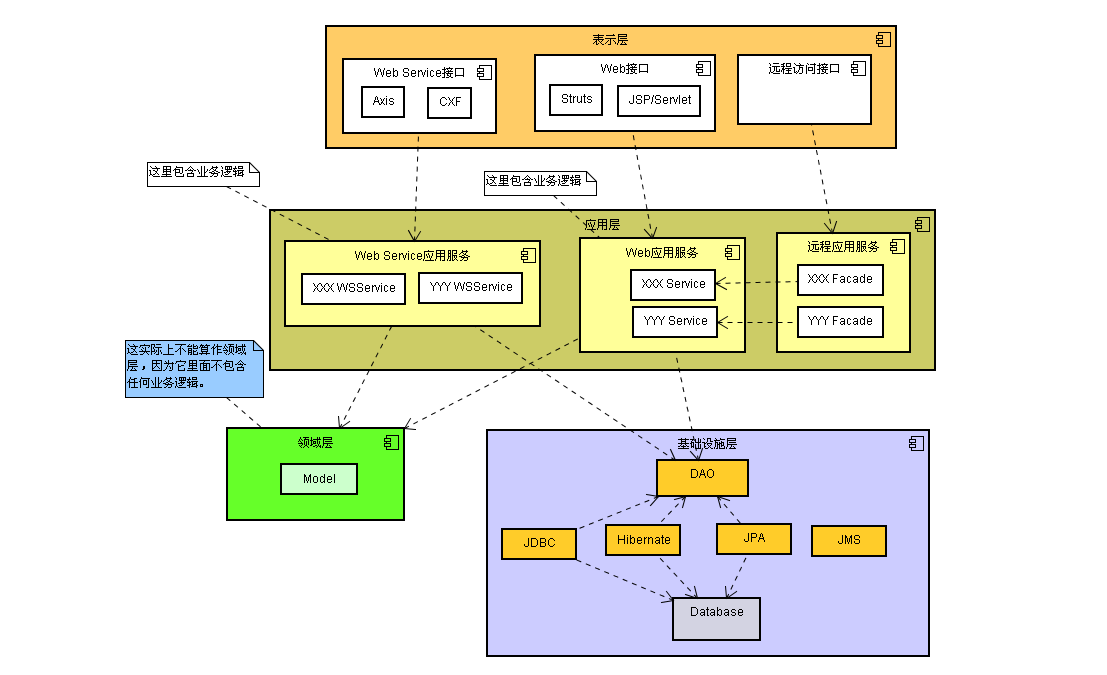 表示层
Web Service接口
Axis
CXF
Web接口
Struts
JSP/Servlet
远程访问接口
这里包含业务逻辑
这里包含业务逻辑
应用层
Web Service应用服务
XXX WSService
YYY WSService
Web应用服务
XXX Service
YYY Service
远程应用服务
XXX Facade
YYY Facade
这实际上不能算作领域
层，因为它里面不包含
任何业务逻辑。
领域层
Model
基础设施层
DAO
JDBC
Hibernate
JPA
JMS
Database